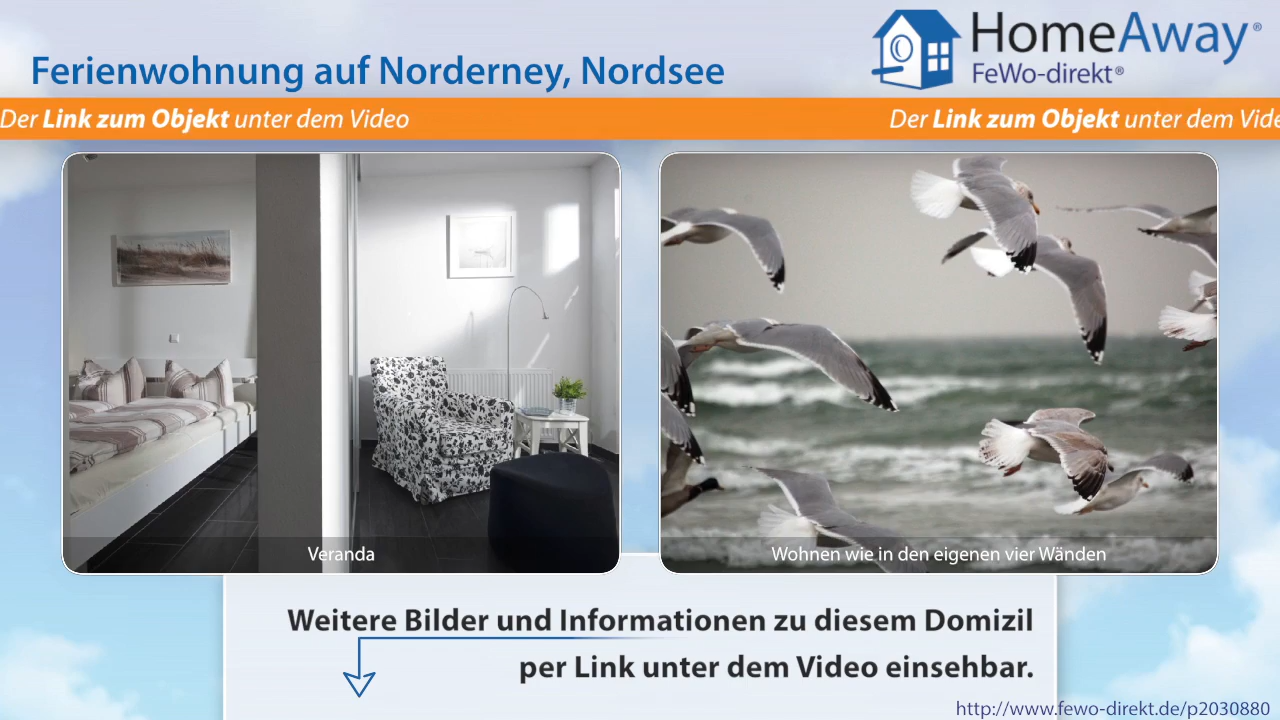 HomeAway®
FeWo-direkt®
Ferienwohnung auf Norderney, Nordsee
Der Link zum Objekt unter dem Video
Der Link zum Objekt unter dem Vide
Veranda
Wohnen wie in den eigenen vier Wänden
Weitere Bilder und Informationen zu diesem Domizil
per Link unter dem Video einsehbar.
http://www.fewo-direkt.de/p2030880